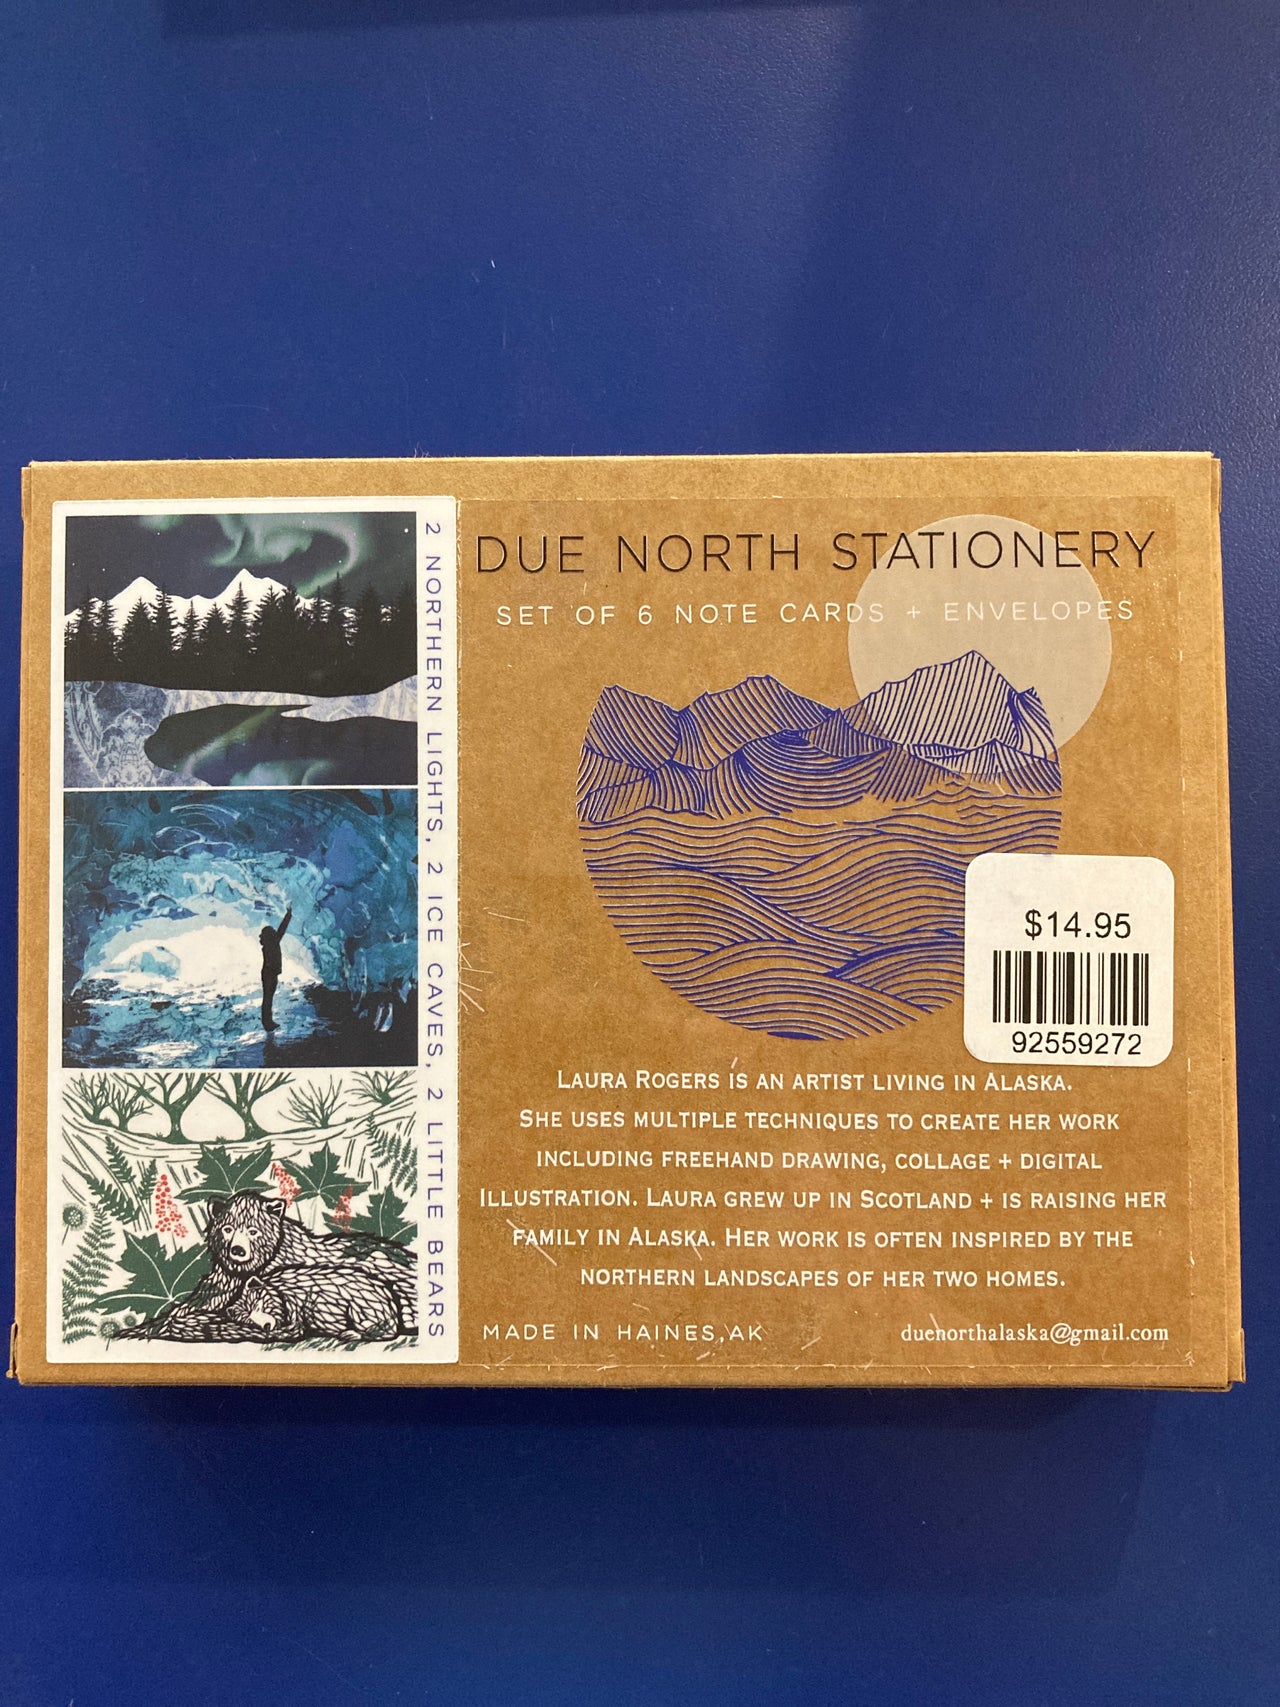 2 NORTHERN LIGHTS, 2 ICE CAVES, 2 LITTLE BEARS
DUE NORTH STATIONERY
SET OF 6 NOTE CARDS + ENVELOPES
$14.95
92559272
LAURA ROGERS IS AN ARTIST LIVING IN ALASKA.
SHE USES MULTIPLE TECHNIQUES TO CREATE HER WORK
INCLUDING FREEHAND DRAWING, COLLAGE + DIGITAL
ILLUSTRATION. LAURA GREW UP IN SCOTLAND + IS RAISING HER
FAMILY IN ALASKA. HER WORK IS OFTEN INSPIRED BY THE
NORTHERN LANDSCAPES OF HER TWO HOMES.
MADE IN HAINES, AK
duenorthalaska@gmail.com